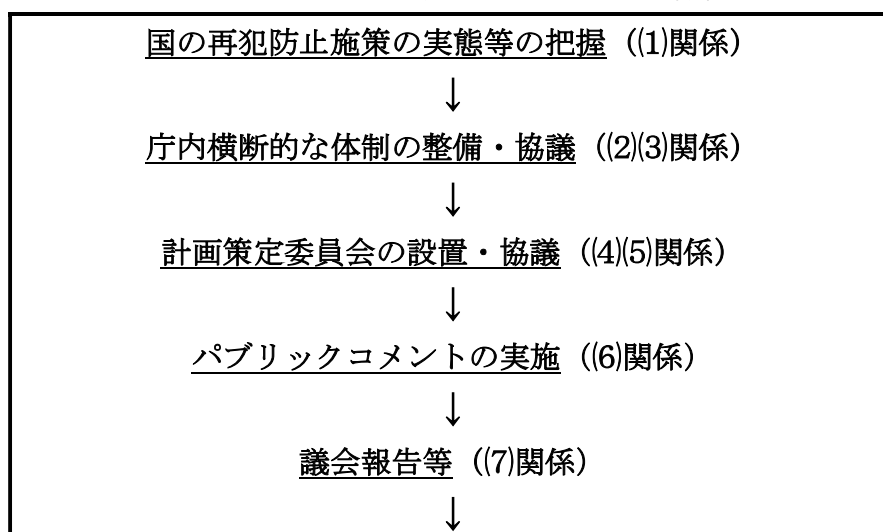 国の再犯防止施策の実態等の把握（⑴関係）
↓
庁内横断的な体制の整備・協議（⑵⑶関係）
↓
計画策定委員会の設置・協議（⑷⑸関係）
↓
パブリックコメントの実施（⑹関係）
↓
議会報告等（⑺関係）
↓